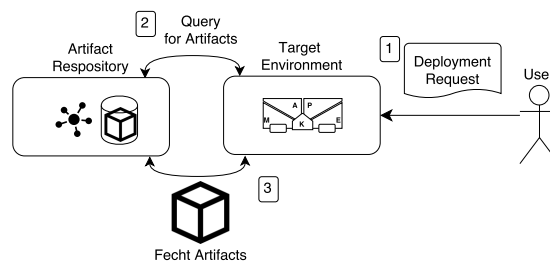 2
Query
for Artifacts
Artifact
Respository
Target
Environment
1
Deployment
Request
Use
A P
M K E
3
Fecht Artifacts